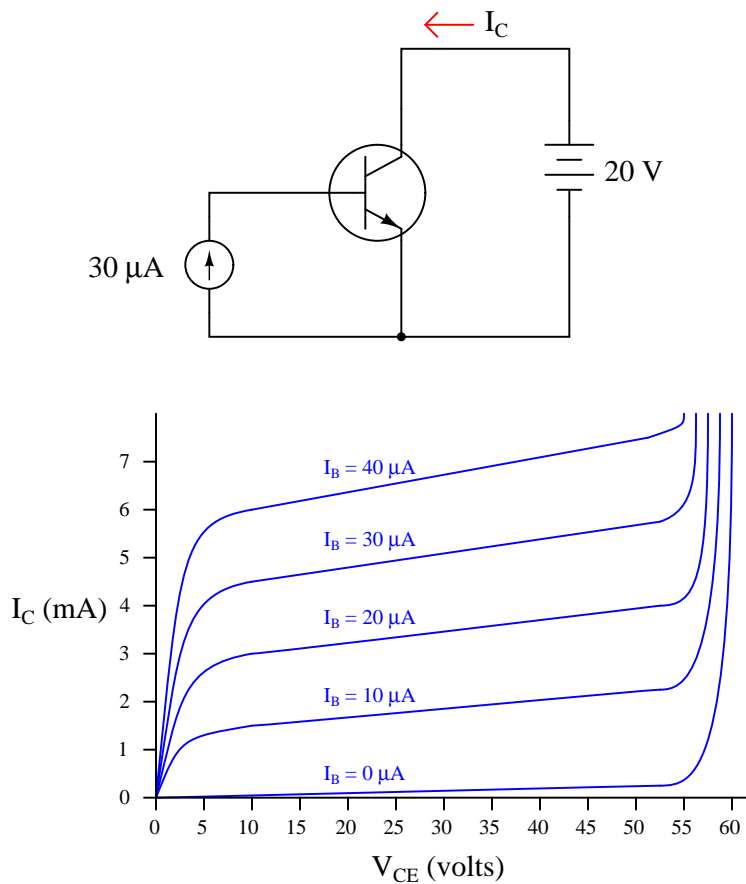 I_C
20 V
30 μA
7
6
5
4
3
2
1
0
I_C (mA)
I_B = 40 μA
I_B = 30 μA
I_B = 20 μA
I_B = 10 μA
I_B = 0 μA
0 5 10 15 20 25 30 35 40 45 50 55 60
V_CE (volts)